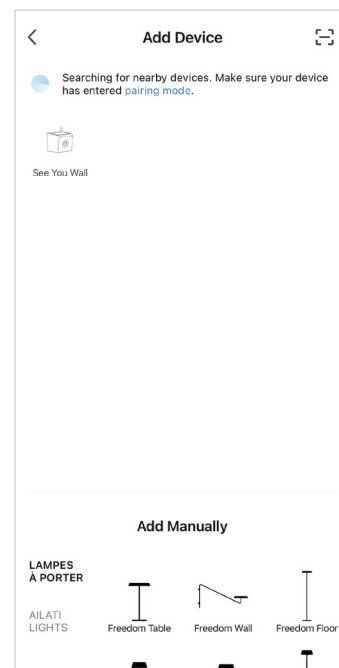 Add Device
Searching for nearby devices. Make sure your device
has entered pairing mode.
@
See You Wall
Add Manually
LAMPES
À PORTER
AILATI
LIGHTS
Freedom Table
Freedom Wall
Freedom Floor